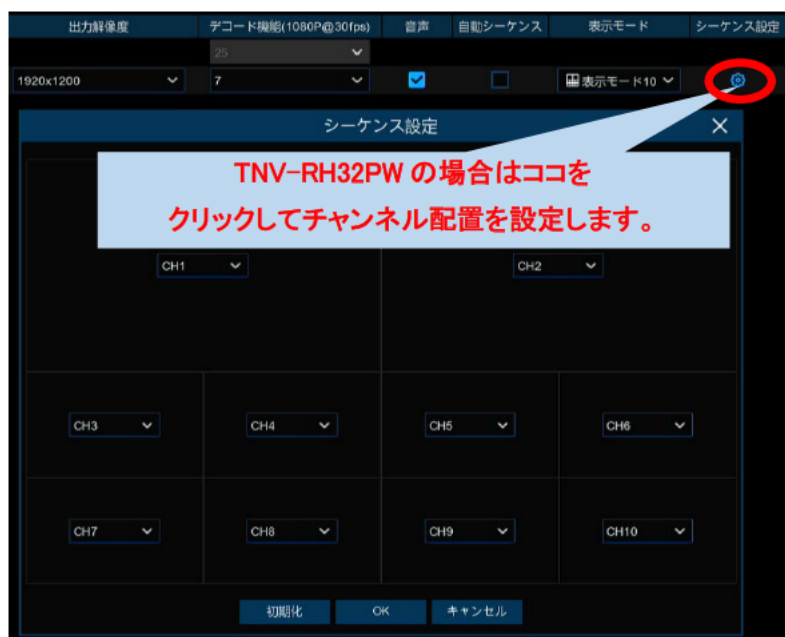 出力解像度 デコード機能(1080P@30fps) 音声 自動シーケンス 表示モード シーケンス設定
25
1920x1200 7 表示モード10
シーケンス設定
TNV-RH32PW の場合はココを
クリックしてチャンネル配置を設定します。
CH1 CH2
CH3 CH4 CH5 CH6
CH7 CH8 CH9 CH10
初期化 OK キャンセル